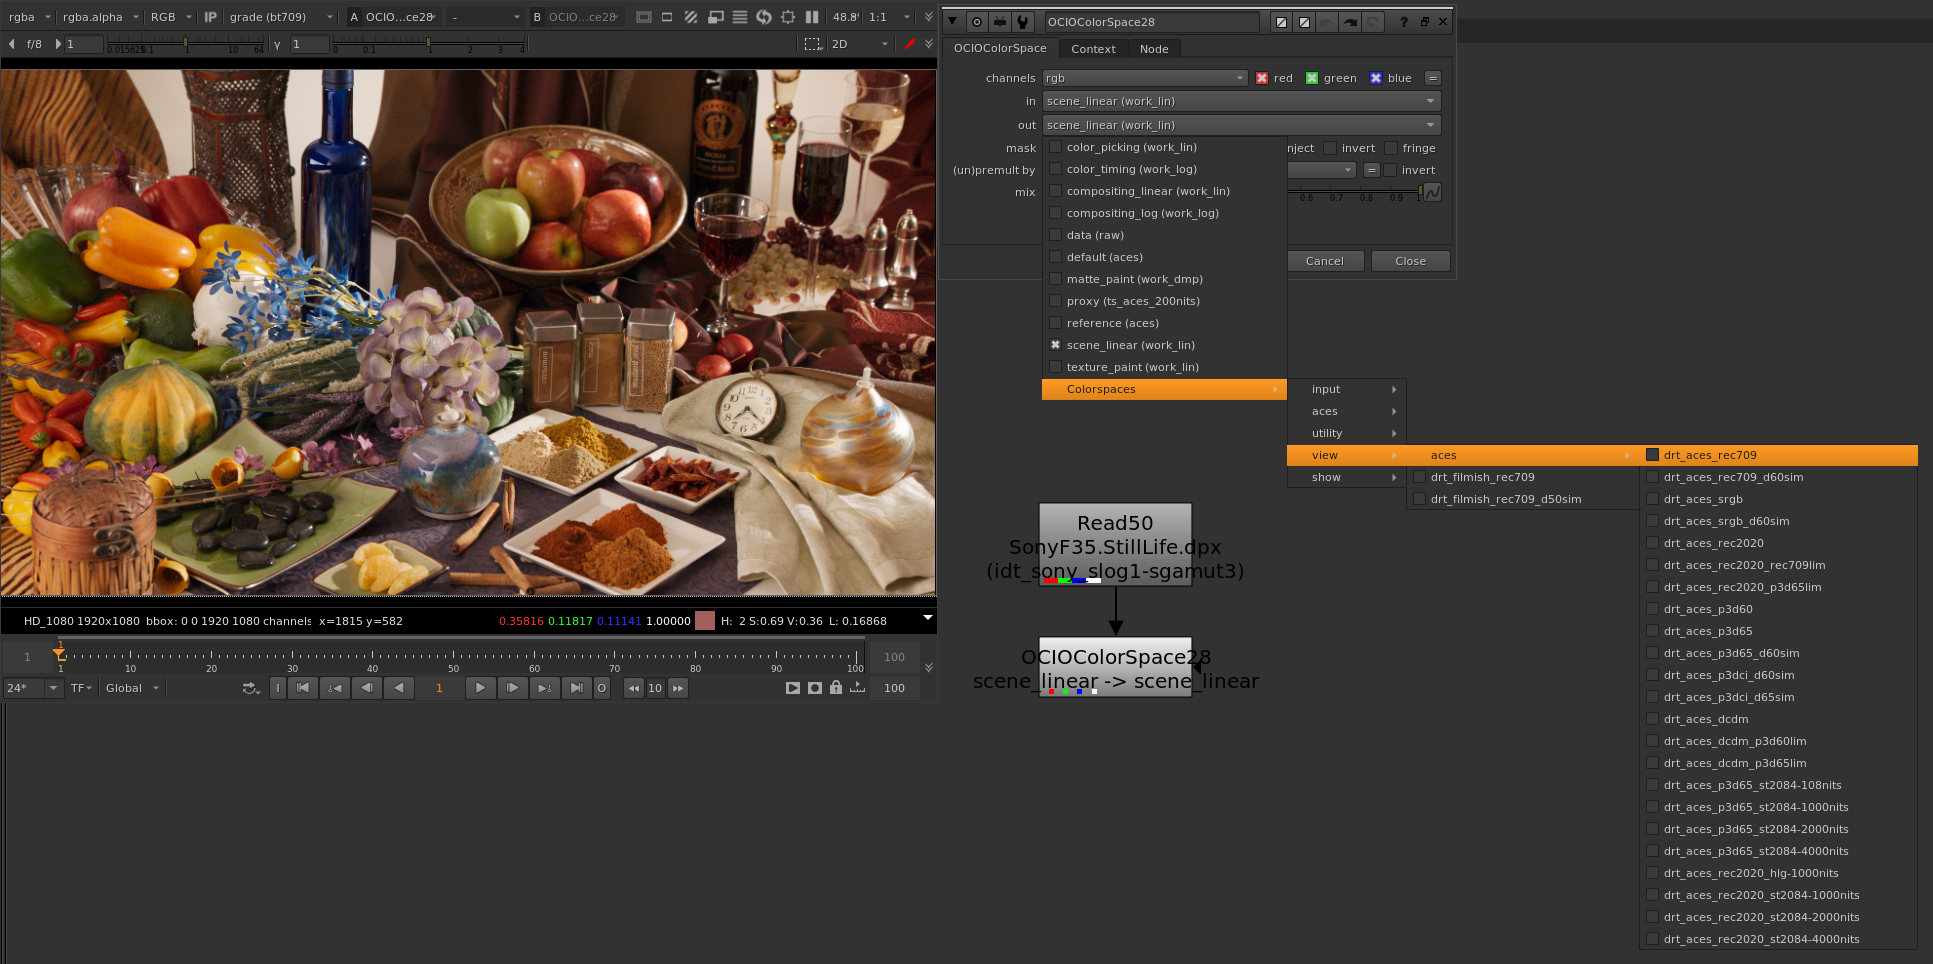 rgba rgba.alpha RGB IP grade (bt709) A OCIO...ce28 - B OCIO...ce28 48.8 1:1
f/8 1 0.015625 0.1 1 10 64 γ 1 0 0.1 1 2 3 4 2D
HD_1080 1920x1080 bbox: 0 0 1920 1080 channels x=1815 y=582 0.35816 0.11817 0.11141 1.00000 H: 2 S:0.69 V:0.36 L: 0.16868
1
1 1 10 20 30 40 50 60 70 80 90 100 100
24* TF Global I 1 O 10 100
OCIOColorSpace28 ?
OCIOColorSpace Context Node
channels rgb red green blue =
in scene_linear (work_lin)
out scene_linear (work_lin)
mask nject invert fringe
(un)premult by = invert
mix 0.6 0.7 0.8 0.9 1
Cancel Close
color_picking (work_lin)
color_timing (work_log)
compositing_linear (work_lin)
compositing_log (work_log)
data (raw)
default (aces)
matte_paint (work_dmp)
proxy (ts_aces_200nits)
reference (aces)
scene_linear (work_lin)
texture_paint (work_lin)
Colorspaces
input
aces
utility
view
show
aces
drt_filmish_rec709
drt_filmish_rec709_d50sim
drt_aces_rec709
drt_aces_rec709_d60sim
drt_aces_srgb
drt_aces_srgb_d60sim
drt_aces_rec2020
drt_aces_rec2020_rec709lim
drt_aces_rec2020_p3d65lim
drt_aces_p3d60
drt_aces_p3d65
drt_aces_p3d65_d60sim
drt_aces_p3dci_d60sim
drt_aces_p3dci_d65sim
drt_aces_dcdm
drt_aces_dcdm_p3d60lim
drt_aces_dcdm_p3d65lim
drt_aces_p3d65_st2084-108nits
drt_aces_p3d65_st2084-1000nits
drt_aces_p3d65_st2084-2000nits
drt_aces_p3d65_st2084-4000nits
drt_aces_rec2020_hlg-1000nits
drt_aces_rec2020_st2084-1000nits
drt_aces_rec2020_st2084-2000nits
drt_aces_rec2020_st2084-4000nits
Read50
SonyF35.StillLife.dpx
(idt_sony_slog1-sgamut3)
OCIOColorSpace28
scene_linear -> scene_linear